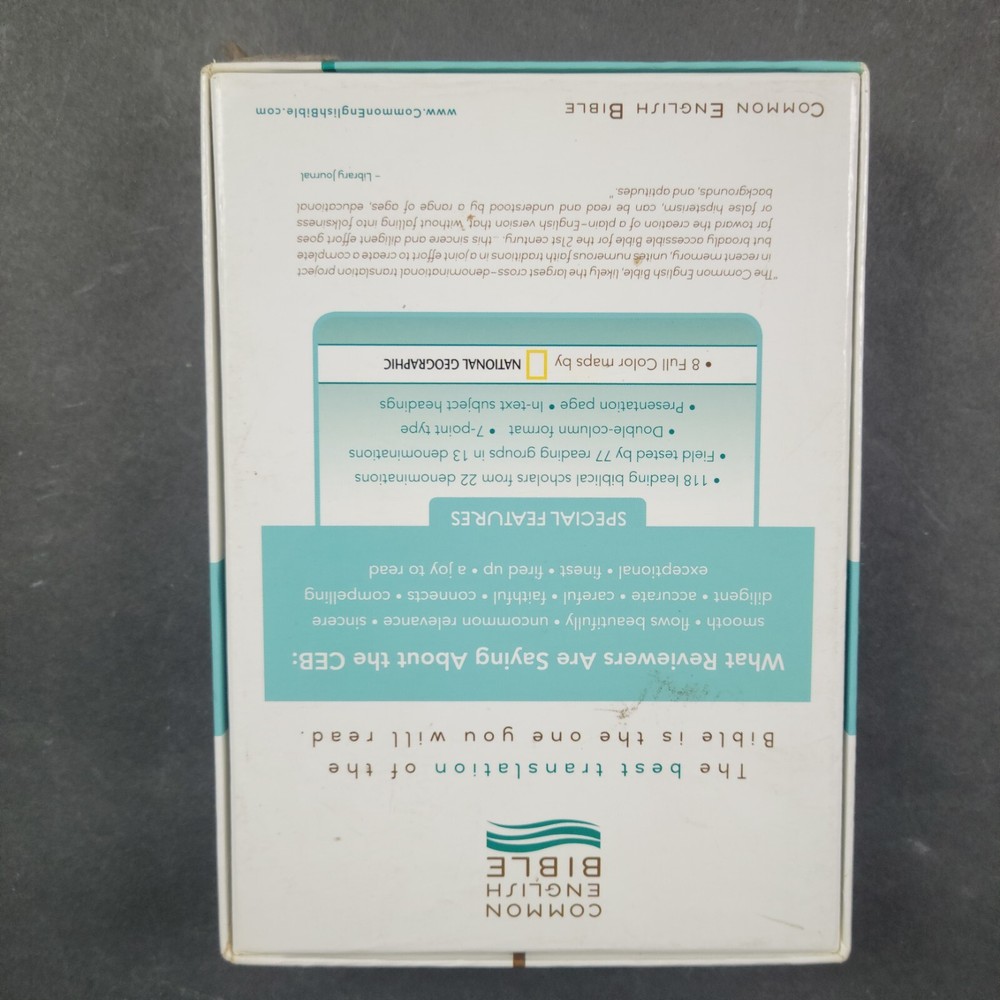 COMMON
ENGLISH
BIBLE
The best translation of the
Bible is the one you will read.
What Reviewers Are Saying About the CEB:
smooth • flows beautifully • uncommon relevance • sincere
diligent • accurate • careful • faithful • connects • compelling
exceptional • finest • fired up • a joy to read
SPECIAL FEATURES
• 118 leading biblical scholars from 22 denominations
• Field tested by 77 reading groups in 13 denominations
• Double-column format • 7-point type
• Presentation page • In-text subject headings
• 8 Full Color maps by NATIONAL GEOGRAPHIC
"The Common English Bible, likely the largest cross-denominational translation project
in recent memory, unites numerous faith traditions in a joint effort to create a complete
but broadly accessible Bible for the 21st century. ...this sincere and diligent effort goes
far toward the creation of a plain-English version that, without falling into folksiness
or false hipsterism, can be read and understood by a range of ages, educational
backgrounds, and aptitudes."
– Library Journal
COMMON ENGLISH BIBLE www.CommonEnglishBible.com